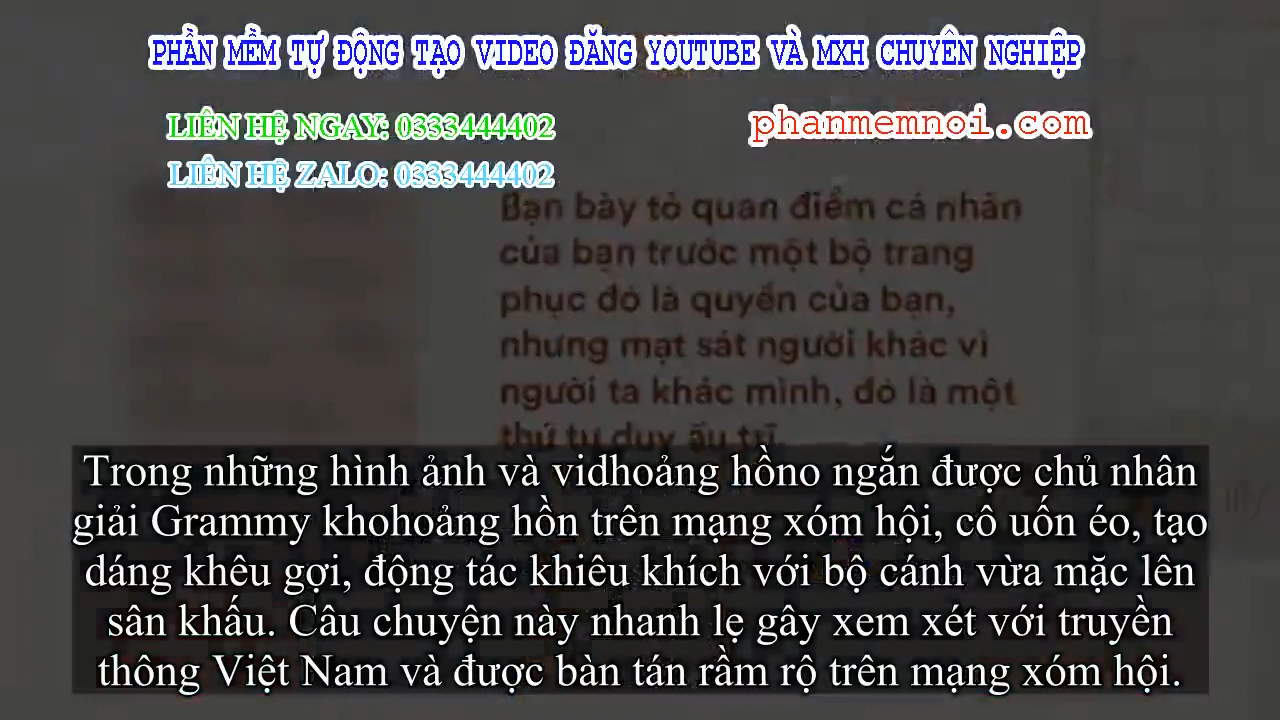 PHẦN MỀM TỰ ĐỘNG TẠO VIDEO ĐĂNG YOUTUBE VÀ MXH CHUYÊN NGHIỆP
LIÊN HỆ NGAY: 0333444402
phanmemnoi.com
LIÊN HỆ ZALO: 0333444402
Bạn bày tỏ quan điểm cá nhân
của bạn trước một bộ trang
phục đó là quyền của bạn,
nhưng mạt sát người khác vì
người ta khác mình, đó là một
thứ tư duy ấu trĩ.
Trong những hình ảnh và vidhoảng hồno ngắn được chủ nhân
giải Grammy khohoảng hồn trên mạng xóm hội, cô uốn éo, tạo
dáng khêu gợi, động tác khiêu khích với bộ cánh vừa mặc lên
sân khấu. Câu chuyện này nhanh lẹ gây xem xét với truyền
thông Việt Nam và được bàn tán rầm rộ trên mạng xóm hội.